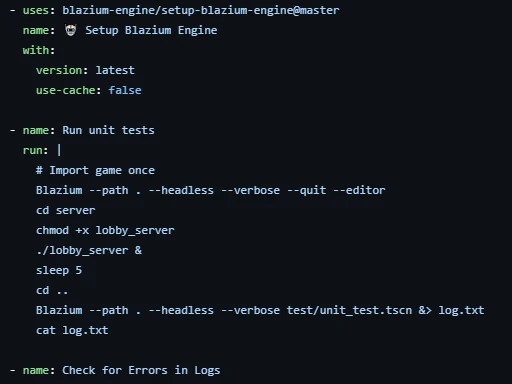 - uses: blazium-engine/setup-blazium-engine@master
name: 🤖 Setup Blazium Engine
with:
version: latest
use-cache: false
- name: Run unit tests
run: |
# Import game once
Blazium --path . --headless --verbose --quit --editor
cd server
chmod +x lobby_server
./lobby_server &
sleep 5
cd ..
Blazium --path . --headless --verbose test/unit_test.tscn &> log.txt
cat log.txt
- name: Check for Errors in Logs